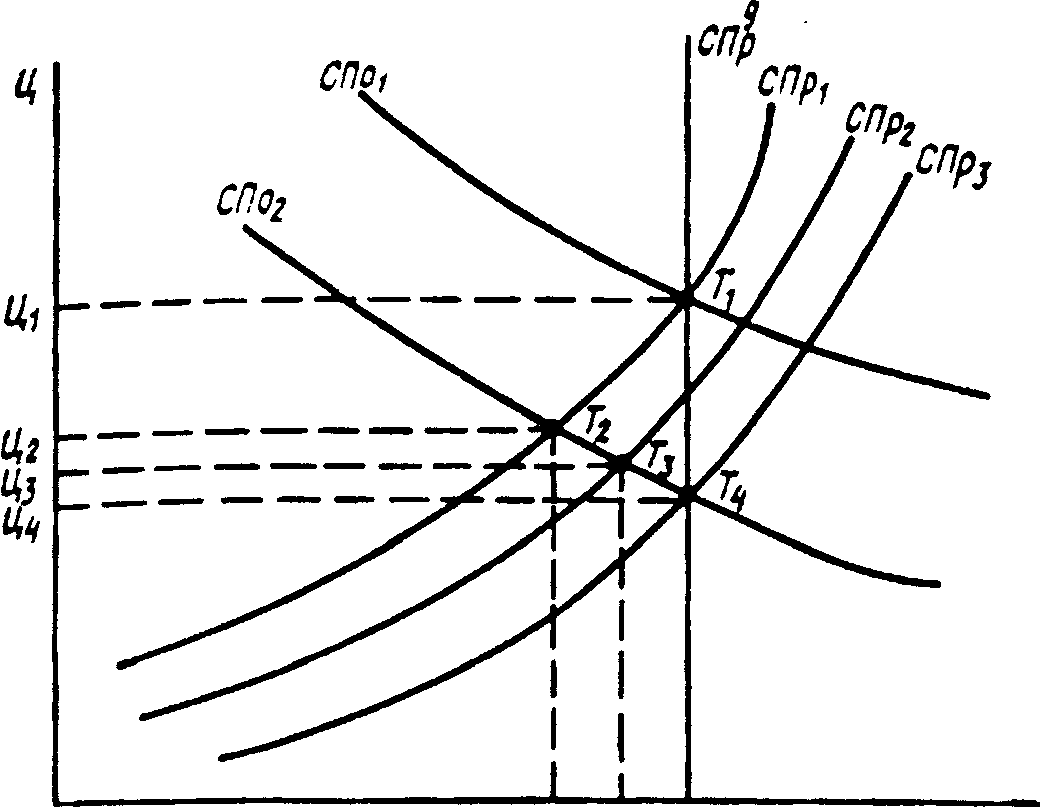 СПр^g
Ц
СПо₁
СПр₁
СПр₂
СПр₃
СПо₂
Ц₁
Т₁
Т₂
Ц₂
Т₃
Ц₃
Т₄
Ц₄